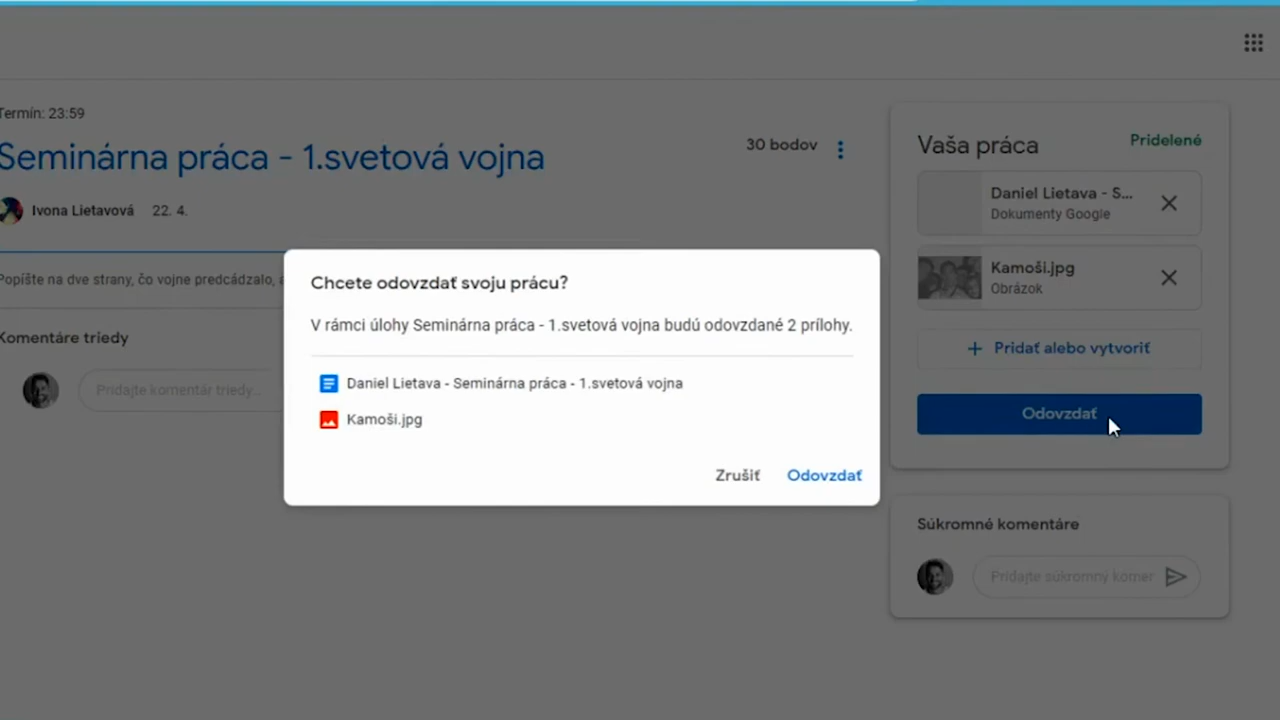 Termín: 23:59
Seminárna práca - 1.svetová vojna
30 bodov
Ivona Lietavová 22. 4.
Popíšte na dve strany, čo vojne predcádzalo,
Komentáre triedy
Pridajte komentár triedy...
Chcete odovzdať svoju prácu?
V rámci úlohy Seminárna práca - 1.svetová vojna budú odovzdané 2 prílohy.
Daniel Lietava - Seminárna práca - 1.svetová vojna
Kamoši.jpg
Zrušiť Odovzdať
Vaša práca Pridelené
Daniel Lietava - S...
Dokumenty Google
Kamoši.jpg
Obrázok
+ Pridať alebo vytvoriť
Odovzdať
Súkromné komentáre
Pridajte súkromný komer